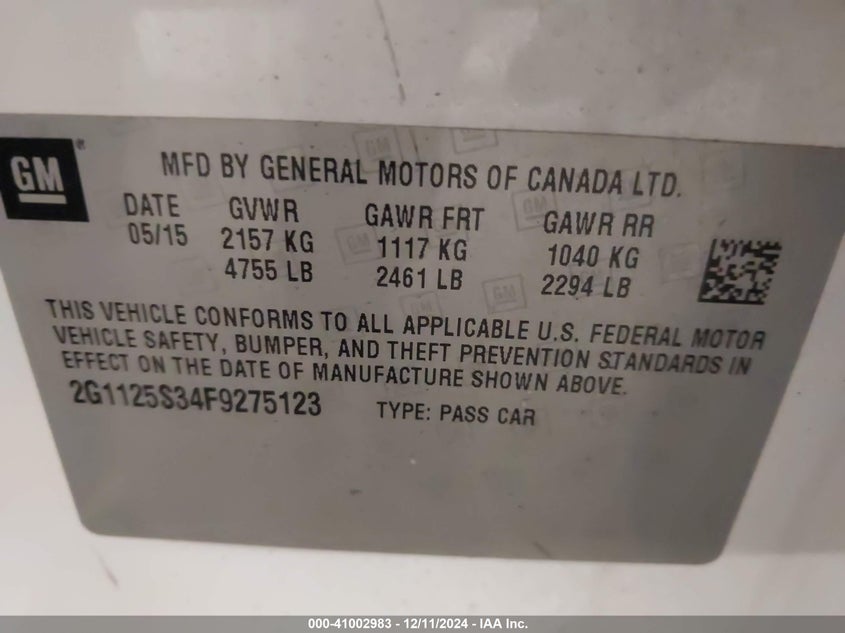 GM
MFD BY GENERAL MOTORS OF CANADA LTD.
DATE GVWR GAWR FRT GAWR RR
05/15 2157 KG 1117 KG 1040 KG
4755 LB 2461 LB 2294 LB
THIS VEHICLE CONFORMS TO ALL APPLICABLE U.S. FEDERAL MOTOR
VEHICLE SAFETY, BUMPER, AND THEFT PREVENTION STANDARDS IN
EFFECT ON THE DATE OF MANUFACTURE SHOWN ABOVE.
2G1125S34F9275123 TYPE: PASS CAR
000-41002983 - 12/11/2024 - IAA Inc.